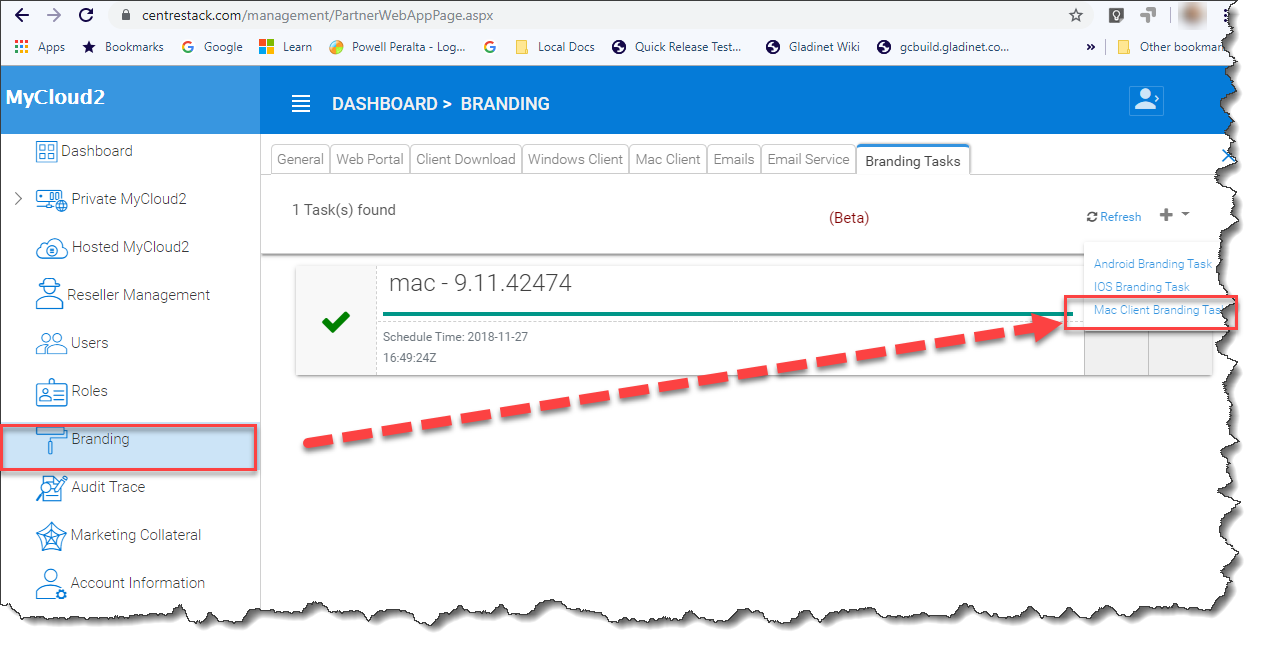 centrestack.com/management/PartnerWebAppPage.aspx
Apps Bookmarks Google Learn Powell Peralta - Log... Local Docs Quick Release Test... Gladinet Wiki gcbuild.gladinet.co... » Other bookmar
MyCloud2
DASHBOARD > BRANDING
Dashboard
Private MyCloud2
Hosted MyCloud2
Reseller Management
Users
Roles
Branding
Audit Trace
Marketing Collateral
Account Information
General Web Portal Client Download Windows Client Mac Client Emails Email Service Branding Tasks
1 Task(s) found
(Beta)
Refresh
Android Branding Task
IOS Branding Task
Mac Client Branding Tas
mac - 9.11.42474
Schedule Time: 2018-11-27
16:49:24Z